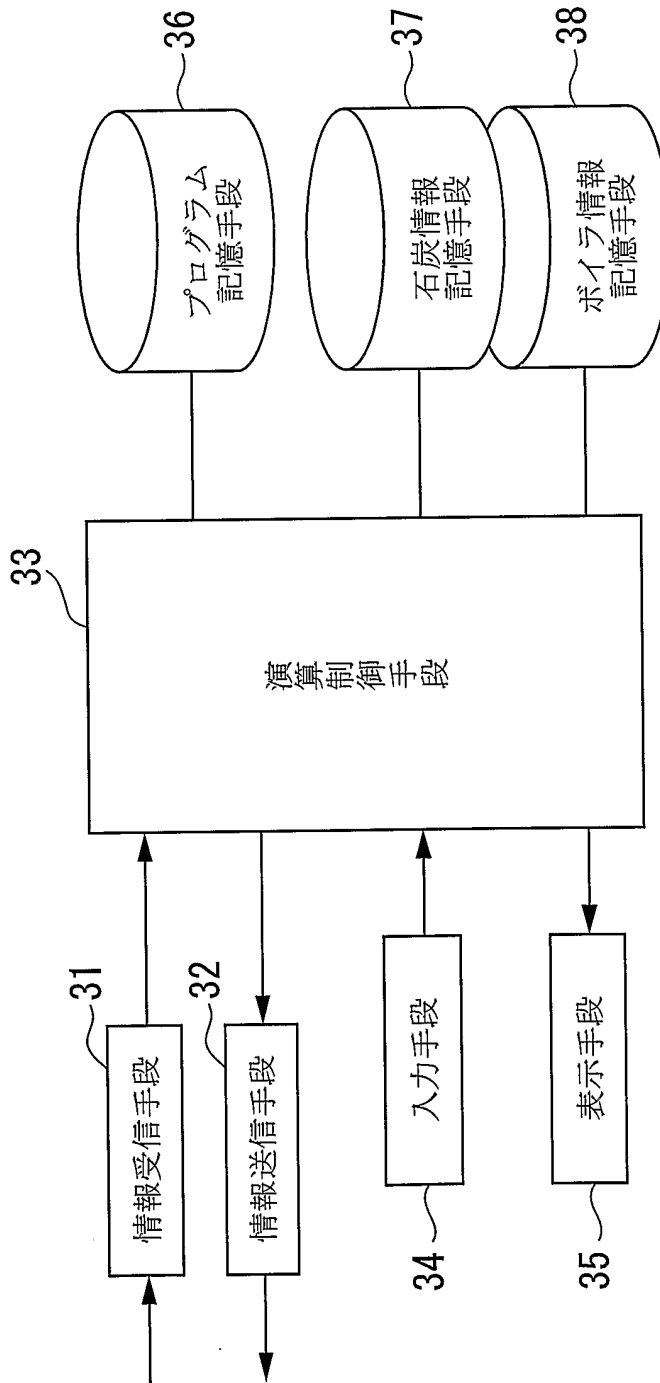 33
31
情報受信手段
32
情報送信手段
入力手段
34
表示手段
35
演算制御手段
プログラム
記憶手段
36
石炭情報
記憶手段
37
ボイラ情報
記憶手段
38